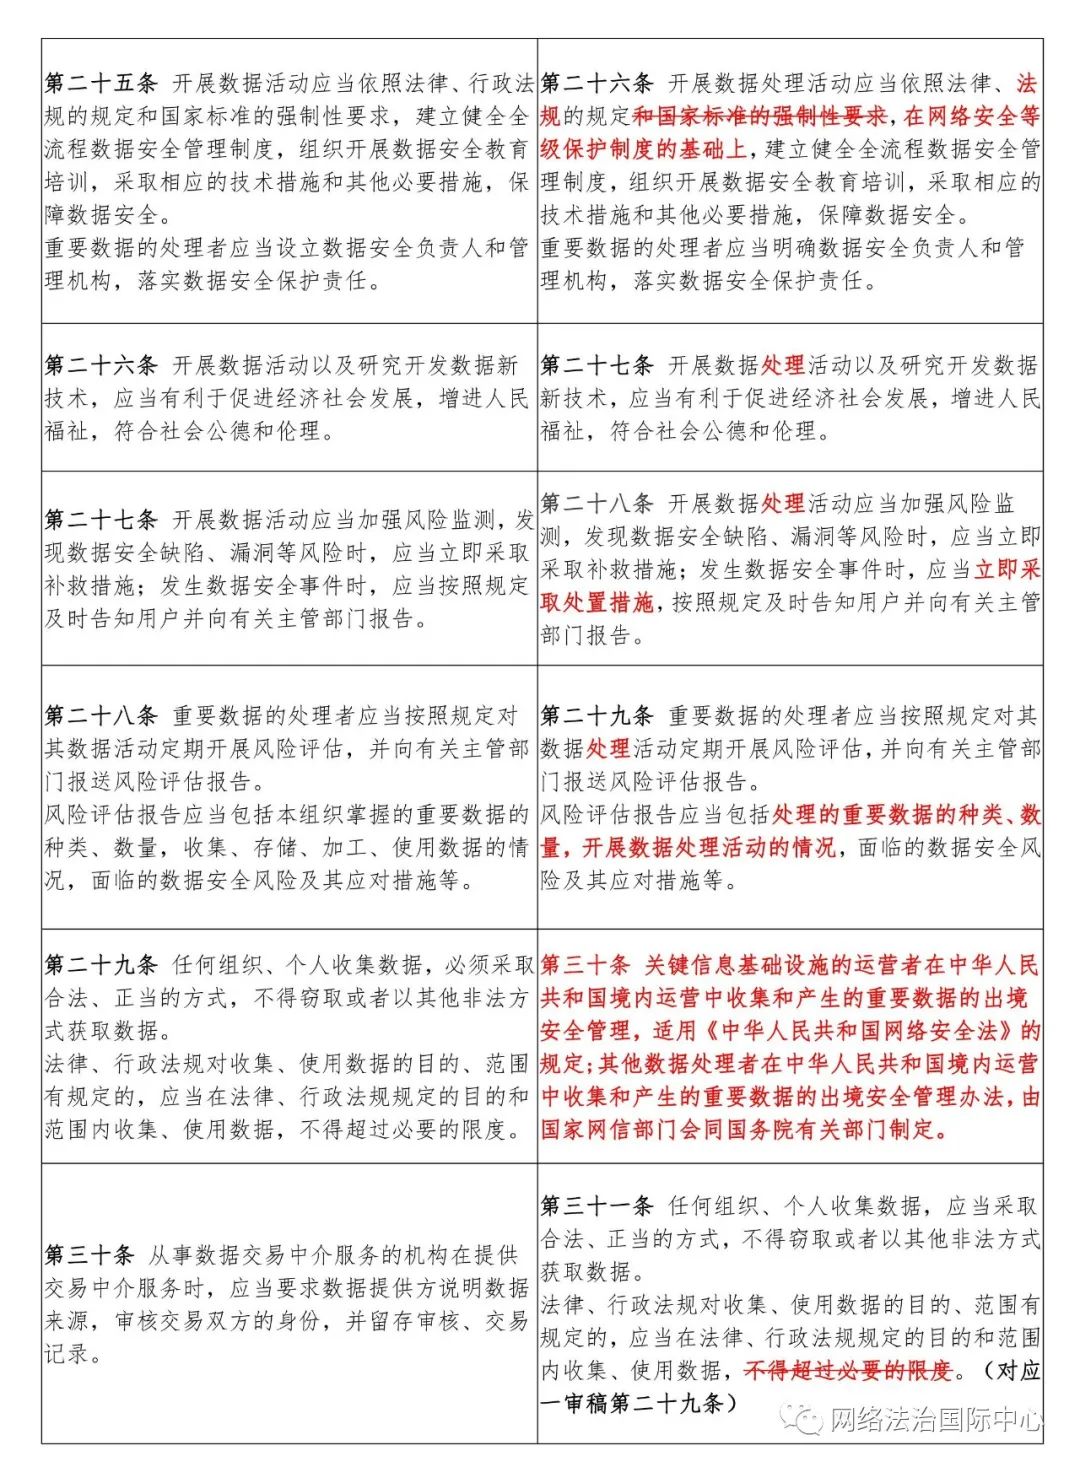 第二十五条 开展数据活动应当依照法律、行政法
规的规定和国家标准的强制性要求，建立健全全
流程数据安全管理制度，组织开展数据安全教育
培训，采取相应的技术措施和其他必要措施，保
障数据安全。
重要数据的处理者应当设立数据安全负责人和管
理机构，落实数据安全保护责任。
第二十六条 开展数据处理活动应当依照法律、法
规的规定和国家标准的强制性要求，在网络安全等
级保护制度的基础上，建立健全全流程数据安全管
理制度，组织开展数据安全教育培训，采取相应的
技术措施和其他必要措施，保障数据安全。
重要数据的处理者应当明确数据安全负责人和管
理机构，落实数据安全保护责任。
第二十六条 开展数据活动以及研究开发数据新
技术，应当有利于促进经济社会发展，增进人民
福祉，符合社会公德和伦理。
第二十七条 开展数据处理活动以及研究开发数据
新技术，应当有利于促进经济社会发展，增进人民
福祉，符合社会公德和伦理。
第二十七条 开展数据活动应当加强风险监测，发
现数据安全缺陷、漏洞等风险时，应当立即采取
补救措施；发生数据安全事件时，应当按照规定
及时告知用户并向有关主管部门报告。
第二十八条 开展数据处理活动应当加强风险监
测，发现数据安全缺陷、漏洞等风险时，应当立即
采取补救措施；发生数据安全事件时，应当立即采
取处置措施，按照规定及时告知用户并向有关主管
部门报告。
第二十八条 重要数据的处理者应当按照规定对
其数据活动定期开展风险评估，并向有关主管部
门报送风险评估报告。
风险评估报告应当包括本组织掌握的重要数据的
种类、数量，收集、存储、加工、使用数据的情
况，面临的数据安全风险及其应对措施等。
第二十九条 重要数据的处理者应当按照规定对其
数据处理活动定期开展风险评估，并向有关主管部
门报送风险评估报告。
风险评估报告应当包括处理的重要数据的种类、数
量，开展数据处理活动的情况，面临的数据安全风
险及其应对措施等。
第二十九条 任何组织、个人收集数据，必须采取
合法、正当的方式，不得窃取或者以其他非法方
式获取数据。
法律、行政法规对收集、使用数据的目的、范围
有规定的，应当在法律、行政法规规定的目的和
范围内收集、使用数据，不得超过必要的限度。
第三十条 关键信息基础设施的运营者在中华人民
共和国境内运营中收集和产生的重要数据的出境
安全管理，适用《中华人民共和国网络安全法》的
规定；其他数据处理者在中华人民共和国境内运营
中收集和产生的重要数据的出境安全管理办法，由
国家网信部门会同国务院有关部门制定。
第三十条 从事数据交易中介服务的机构在提供
交易中介服务时，应当要求数据提供方说明数据
来源，审核交易双方的身份，并留存审核、交易
记录。
第三十一条 任何组织、个人收集数据，应当采取
合法、正当的方式，不得窃取或者以其他非法方式
获取数据。
法律、行政法规对收集、使用数据的目的、范围有
规定的，应当在法律、行政法规规定的目的和范围
内收集、使用数据，不得超过必要的限度。（对应
一审稿第二十九条）
网络法治国际中心